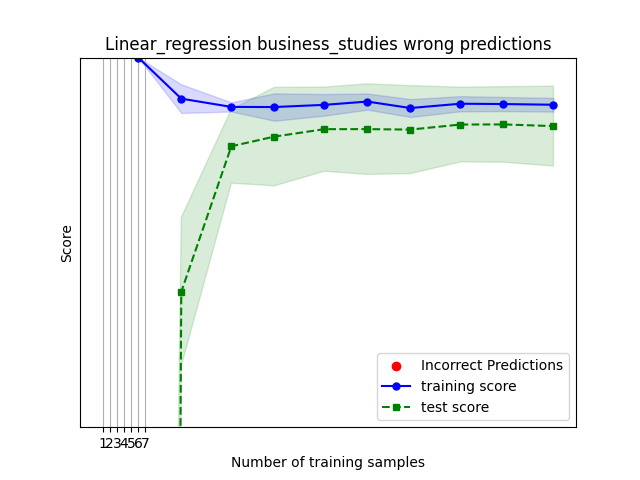 Linear_regression business_studies wrong predictions
Score
Incorrect Predictions
training score
test score
1234567
Number of training samples